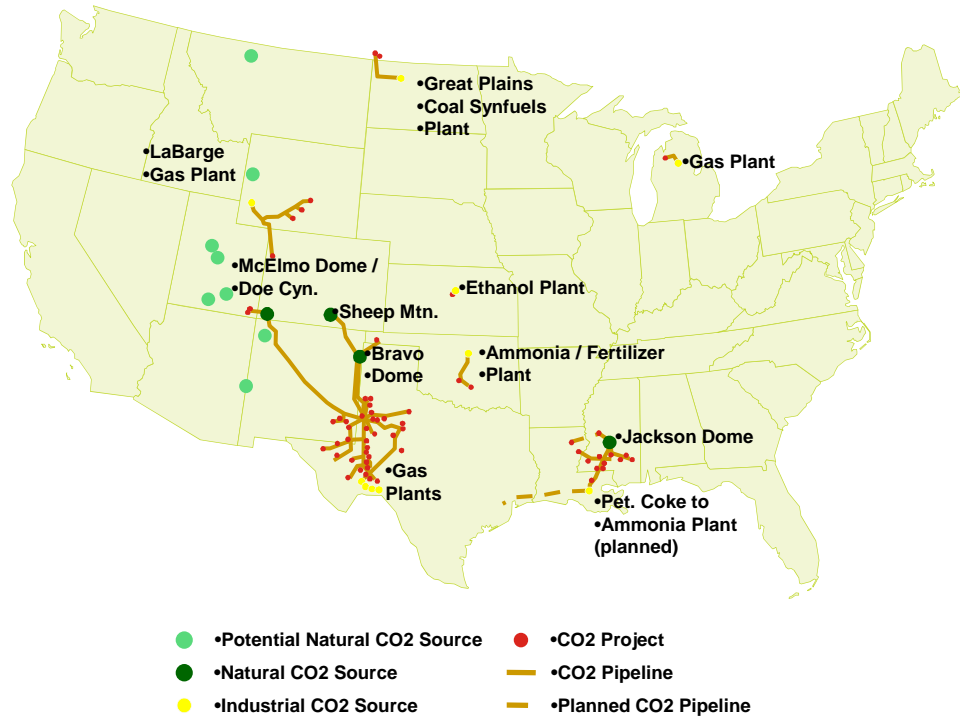 •Great Plains
•Coal Synfuels
•Plant
•LaBarge
•Gas Plant
•Gas Plant
•McElmo Dome /
•Doe Cyn.
•Ethanol Plant
•Sheep Mtn.
•Bravo
•Dome
•Ammonia / Fertilizer
•Plant
•Jackson Dome
•Gas
Plants
•Pet. Coke to
•Ammonia Plant
(planned)
•Potential Natural CO2 Source
•CO2 Project
•Natural CO2 Source
•CO2 Pipeline
•Industrial CO2 Source
•Planned CO2 Pipeline